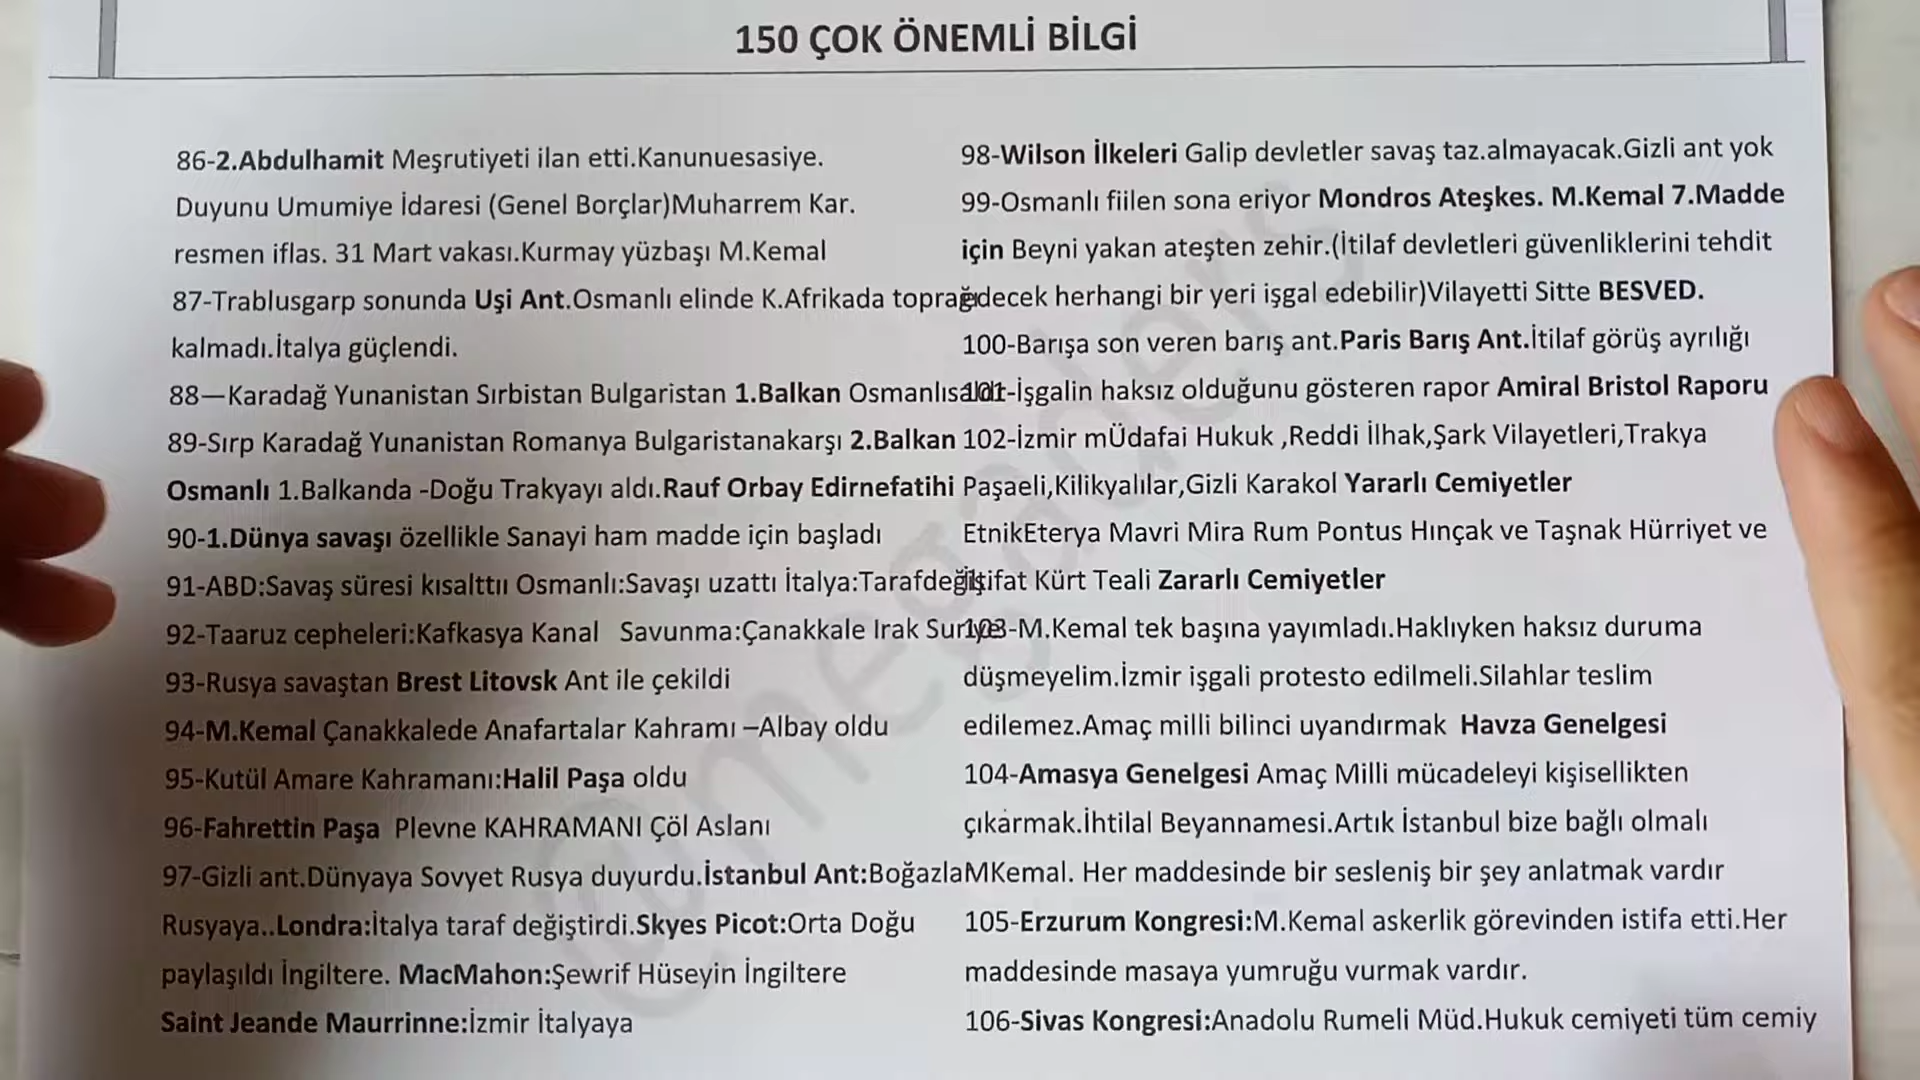 150 ÇOK ÖNEMLİ BİLGİ
86-2.Abdulhamit Meşrutiyeti ilan etti.Kanunuesasiye.
Duyunu Umumiye İdaresi (Genel Borçlar)Muharrem Kar.
resmen iflas. 31 Mart vakası.Kurmay yüzbaşı M.Kemal
87-Trablusgarp sonunda Uşi Ant.Osmanlı elinde K.Afrikada toprağı
kalmadı.İtalya güçlendi.
88—Karadağ Yunanistan Sırbistan Bulgaristan 1.Balkan Osmanlısaldı
89-Sırp Karadağ Yunanistan Romanya Bulgaristanakarşı 2.Balkan
Osmanlı 1.Balkanda -Doğu Trakyayı aldı.Rauf Orbay Edirnefatihi
90-1.Dünya savaşı özellikle Sanayi ham madde için başladı
91-ABD:Savaş süresi kısalttıı Osmanlı:Savaşı uzattı İtalya:Tarafdeğişti
92-Taaruz cepheleri:Kafkasya Kanal Savunma:Çanakkale Irak Suriye
93-Rusya savaştan Brest Litovsk Ant ile çekildi
94-M.Kemal Çanakkalede Anafartalar Kahramı –Albay oldu
95-Kutül Amare Kahramanı:Halil Paşa oldu
96-Fahrettin Paşa Plevne KAHRAMANI Çöl Aslanı
97-Gizli ant.Dünyaya Sovyet Rusya duyurdu.İstanbul Ant:Boğazla
Rusyaya..Londra:İtalya taraf değiştirdi.Skyes Picot:Orta Doğu
paylaşıldı İngiltere. MacMahon:Şewrif Hüseyin İngiltere
Saint Jeande Maurrinne:İzmir İtalyaya
98-Wilson İlkeleri Galip devletler savaş taz.almayacak.Gizli ant yok
99-Osmanlı fiilen sona eriyor Mondros Ateşkes. M.Kemal 7.Madde
için Beyni yakan ateşten zehir.(İtilaf devletleri güvenliklerini tehdit
edecek herhangi bir yeri işgal edebilir)Vilayetti Sitte BESVED.
100-Barışa son veren barış ant.Paris Barış Ant.İtilaf görüş ayrılığı
101-İşgalin haksız olduğunu gösteren rapor Amiral Bristol Raporu
102-İzmir mÜdafai Hukuk ,Reddi İlhak,Şark Vilayetleri,Trakya
Paşaeli,Kilikyalılar,Gizli Karakol Yararlı Cemiyetler
EtnikEterya Mavri Mira Rum Pontus Hınçak ve Taşnak Hürriyet ve
İtifat Kürt Teali Zararlı Cemiyetler
103-M.Kemal tek başına yayımladı.Haklıyken haksız duruma
düşmeyelim.İzmir işgali protesto edilmeli.Silahlar teslim
edilemez.Amaç milli bilinci uyandırmak Havza Genelgesi
104-Amasya Genelgesi Amaç Milli mücadeleyi kişisellikten
çıkarmak.İhtilal Beyannamesi.Artık İstanbul bize bağlı olmalı
MKemal. Her maddesinde bir sesleniş bir şey anlatmak vardır
105-Erzurum Kongresi:M.Kemal askerlik görevinden istifa etti.Her
maddesinde masaya yumruğu vurmak vardır.
106-Sivas Kongresi:Anadolu Rumeli Müd.Hukuk cemiyeti tüm cemiy
@megaders